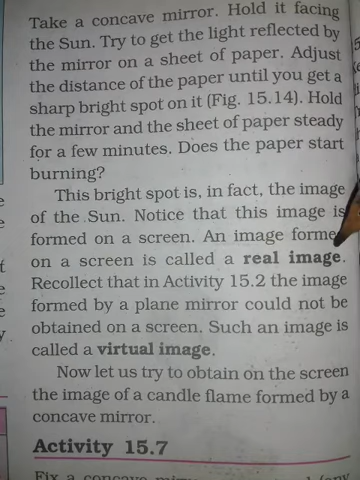 Take a concave mirror. Hold it facing
the Sun. Try to get the light reflected by
the mirror on a sheet of paper. Adjust
the distance of the paper until you get a
sharp bright spot on it (Fig. 15.14). Hold
the mirror and the sheet of paper steady
for a few minutes. Does the paper start
burning?
This bright spot is, in fact, the image
of the Sun. Notice that this image is
formed on a screen. An image forme
on a screen is called a real image.
Recollect that in Activity 15.2 the image
formed by a plane mirror could not be
obtained on a screen. Such an image is
called a virtual image.
Now let us try to obtain on the screen
the image of a candle flame formed by a
concave mirror.
Activity 15.7
Fix a concave